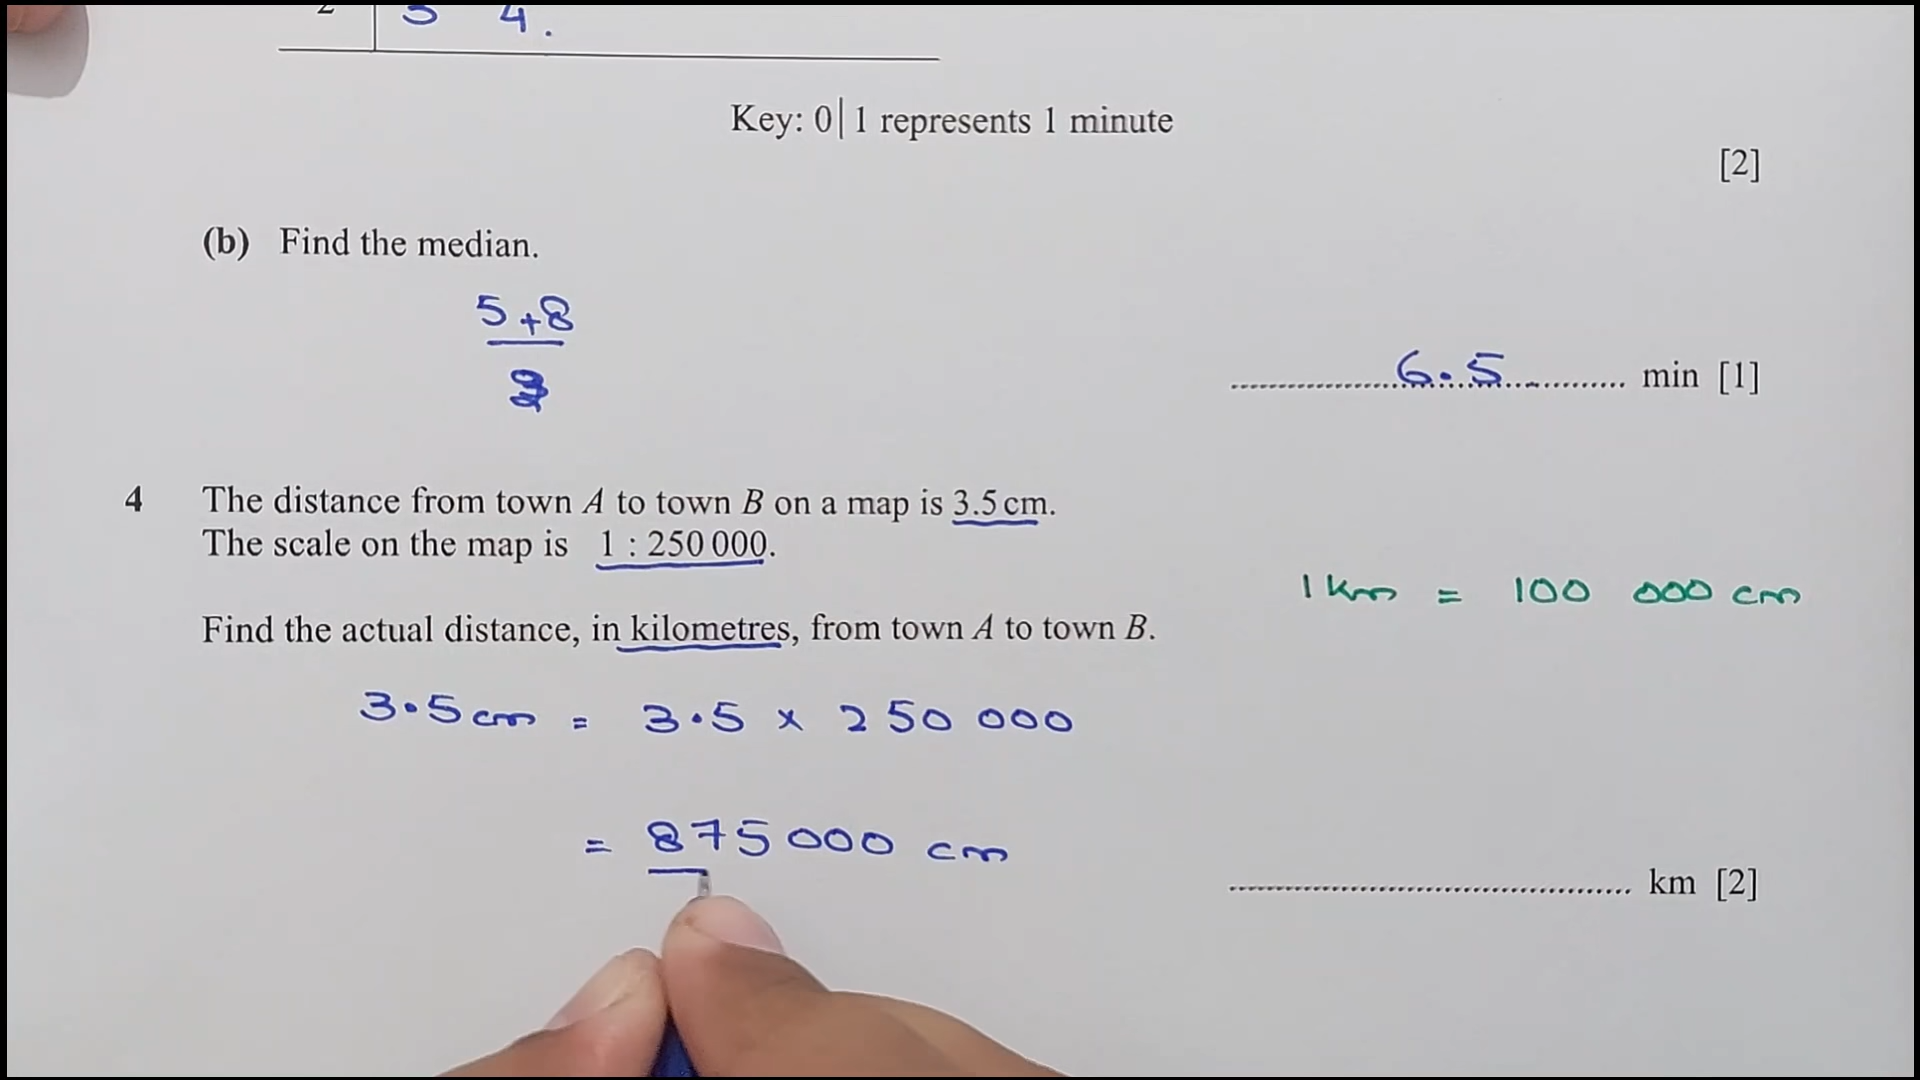 2 | 3 4.
Key: 0|1 represents 1 minute
[2]
(b) Find the median.
5+8
2
6.5 min [1]
4 The distance from town A to town B on a map is 3.5 cm.
The scale on the map is 1 : 250 000.
1 km = 100 000 cm
Find the actual distance, in kilometres, from town A to town B.
3.5 cm = 3.5 × 250 000
= 875 000 cm
........................................ km [2]